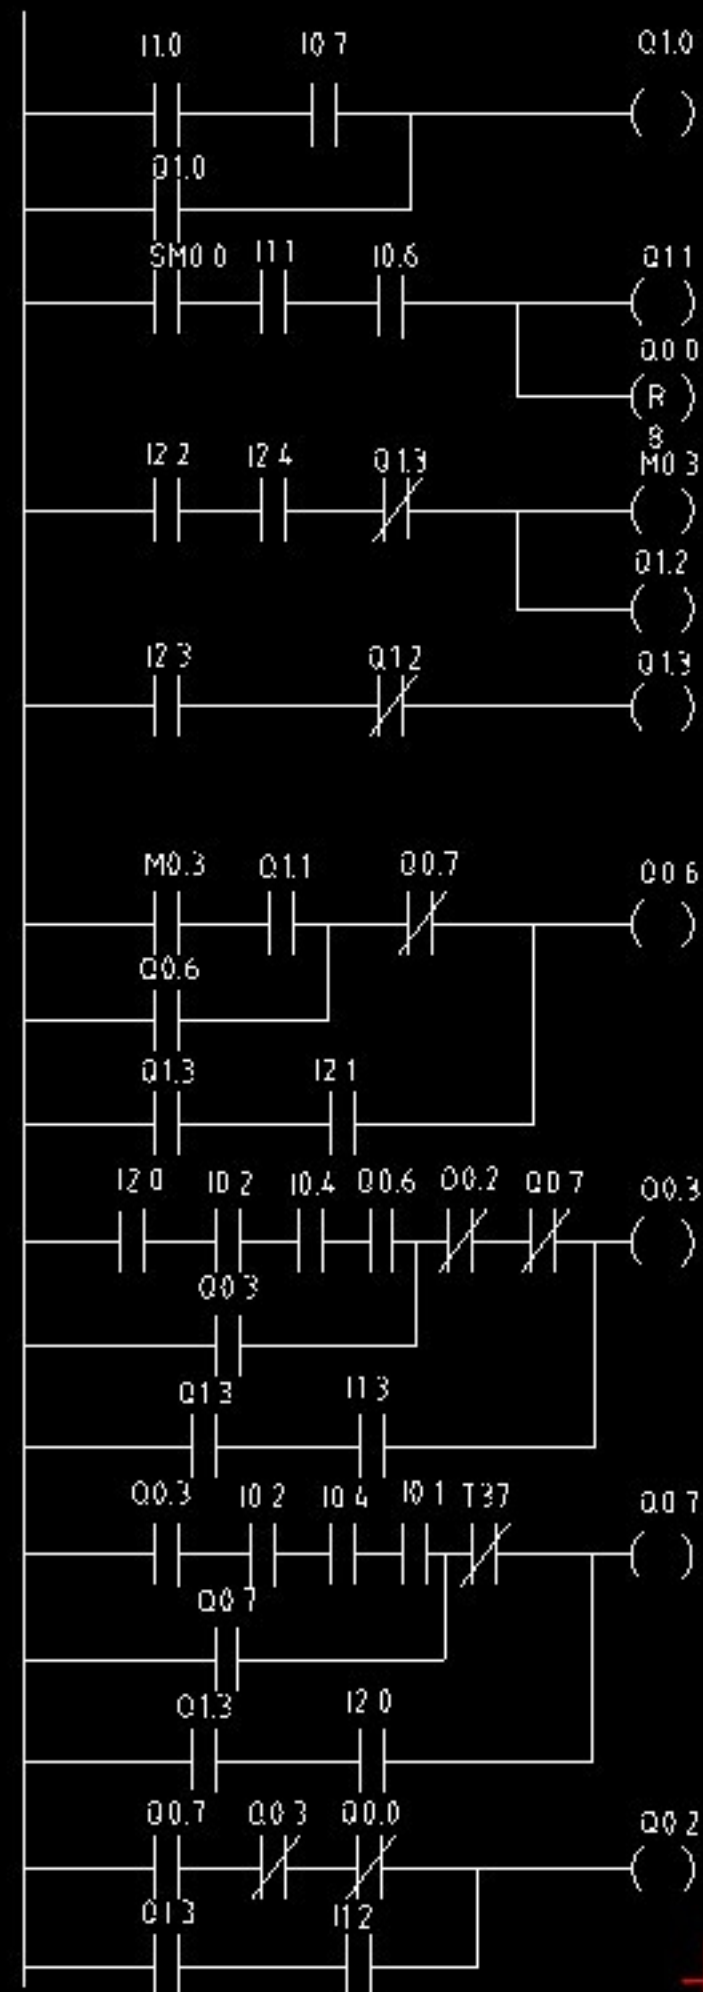 I1.0 I0.7 Q1.0
Q1.0
SM0.0 I1.1 I0.6 Q1.1
Q0.0
R
8
I2.2 I2.4 Q1.3 M0.3
Q1.2
I2.3 Q1.2 Q1.3
M0.3 Q1.1 Q0.7 Q0.6
Q0.6
Q1.3 I2.1
I2.0 I0.2 I0.4 Q0.6 Q0.2 Q0.7 Q0.3
Q0.3
Q1.3 I1.3
Q0.3 I0.2 I0.4 I0.1 T37 Q0.7
Q0.7
Q1.3 I2.0
Q0.7 Q0.3 Q0.0 Q0.2
Q1.3 I1.2